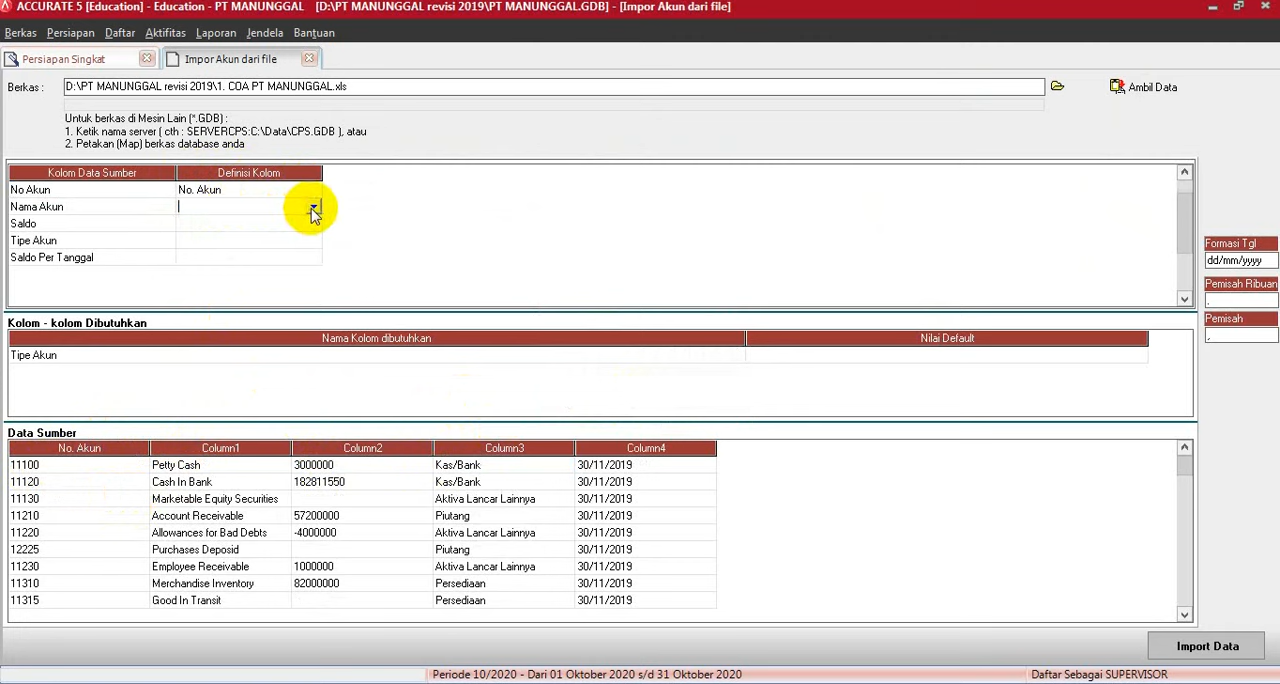 ACCURATE 5 [Education] - Education - PT MANUNGGAL [D:\PT MANUNGGAL revisi 2019\PT MANUNGGAL.GDB] - [Impor Akun dari file]
Berkas Persiapan Daftar Aktifitas Laporan Jendela Bantuan
Persiapan Singkat Impor Akun dari file
Berkas : D:\PT MANUNGGAL revisi 2019\1. COA PT MANUNGGAL.xls Ambil Data
Untuk berkas di Mesin Lain (*.GDB) :
1. Ketik nama server ( cth : SERVERCPS:C:\Data\CPS.GDB ), atau
2. Petakan (Map) berkas database anda
Kolom Data Sumber Definisi Kolom
No Akun No. Akun
Nama Akun
Saldo
Tipe Akun
Saldo Per Tanggal
Formasi Tgl
dd/mm/yyyy
Pemisah Ribuan
.
Pemisah
,
Kolom - kolom Dibutuhkan
Nama Kolom dibutuhkan Nilai Default
Tipe Akun
Data Sumber
No. Akun Column1 Column2 Column3 Column4
11100 Petty Cash 3000000 Kas/Bank 30/11/2019
11120 Cash In Bank 182811550 Kas/Bank 30/11/2019
11130 Marketable Equity Securities Aktiva Lancar Lainnya 30/11/2019
11210 Account Receivable 57200000 Piutang 30/11/2019
11220 Allowances for Bad Debts -4000000 Aktiva Lancar Lainnya 30/11/2019
12225 Purchases Deposid Piutang 30/11/2019
11230 Employee Receivable 1000000 Aktiva Lancar Lainnya 30/11/2019
11310 Merchandise Inventory 82000000 Persediaan 30/11/2019
11315 Good In Transit Persediaan 30/11/2019
Import Data
Periode 10/2020 - Dari 01 Oktober 2020 s/d 31 Oktober 2020 Daftar Sebagai SUPERVISOR